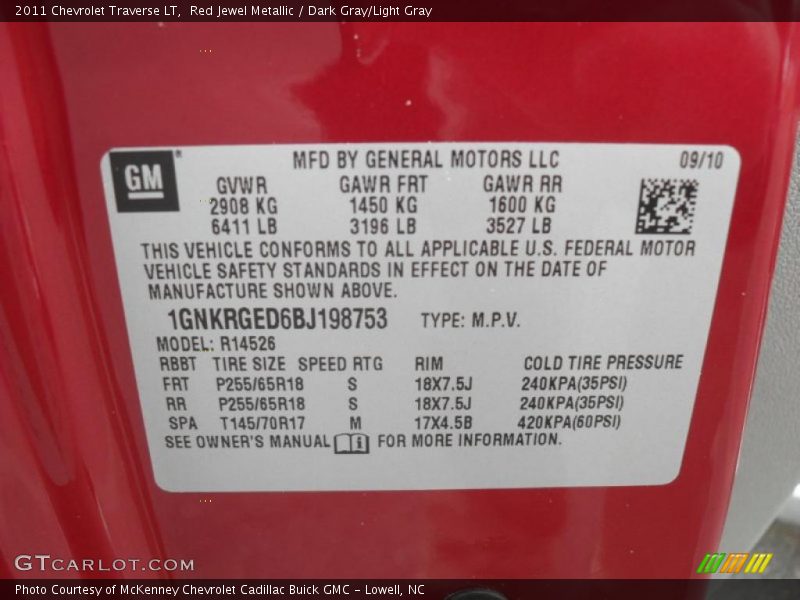 2011 Chevrolet Traverse LT, Red Jewel Metallic / Dark Gray/Light Gray
GM
MFD BY GENERAL MOTORS LLC 09/10
GVWR GAWR FRT GAWR RR
2908 KG 1450 KG 1600 KG
6411 LB 3196 LB 3527 LB
THIS VEHICLE CONFORMS TO ALL APPLICABLE U.S. FEDERAL MOTOR
VEHICLE SAFETY STANDARDS IN EFFECT ON THE DATE OF
MANUFACTURE SHOWN ABOVE.
1GNKRGED6BJ198753 TYPE: M.P.V.
MODEL: R14526
RBBT TIRE SIZE SPEED RTG RIM COLD TIRE PRESSURE
FRT P255/65R18 S 18X7.5J 240KPA(35PSI)
RR P255/65R18 S 18X7.5J 240KPA(35PSI)
SPA T145/70R17 M 17X4.5B 420KPA(60PSI)
SEE OWNER'S MANUAL i FOR MORE INFORMATION.
GTCARLOT.COM
Photo Courtesy of McKenney Chevrolet Cadillac Buick GMC - Lowell, NC